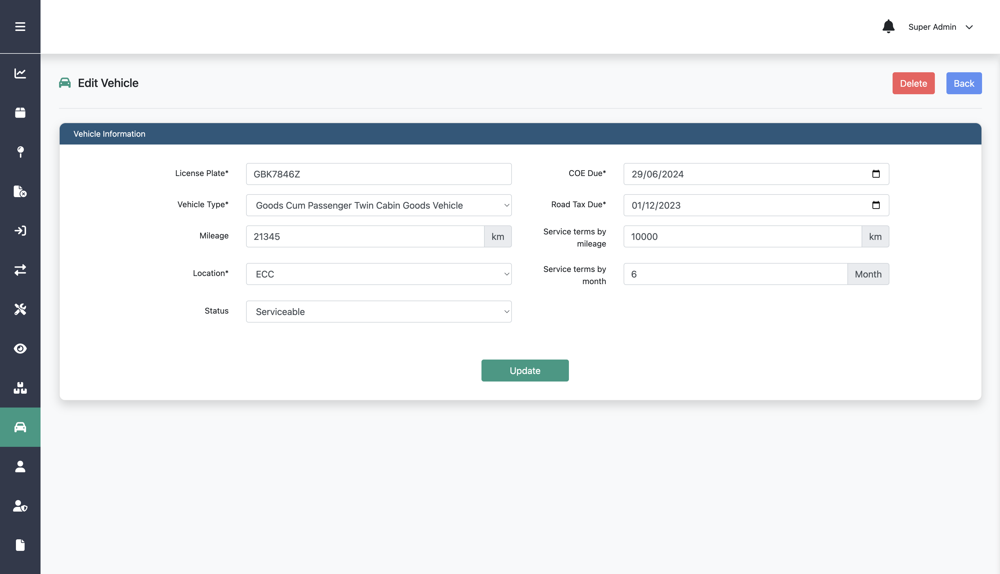 Super Admin
Edit Vehicle
Delete
Back
Vehicle Information
License Plate*
GBK7846Z
COE Due*
29/06/2024
Vehicle Type*
Goods Cum Passenger Twin Cabin Goods Vehicle
Road Tax Due*
01/12/2023
Mileage
21345
km
Service terms by
mileage
10000
km
Location*
ECC
Service terms by
month
6
Month
Status
Serviceable
Update